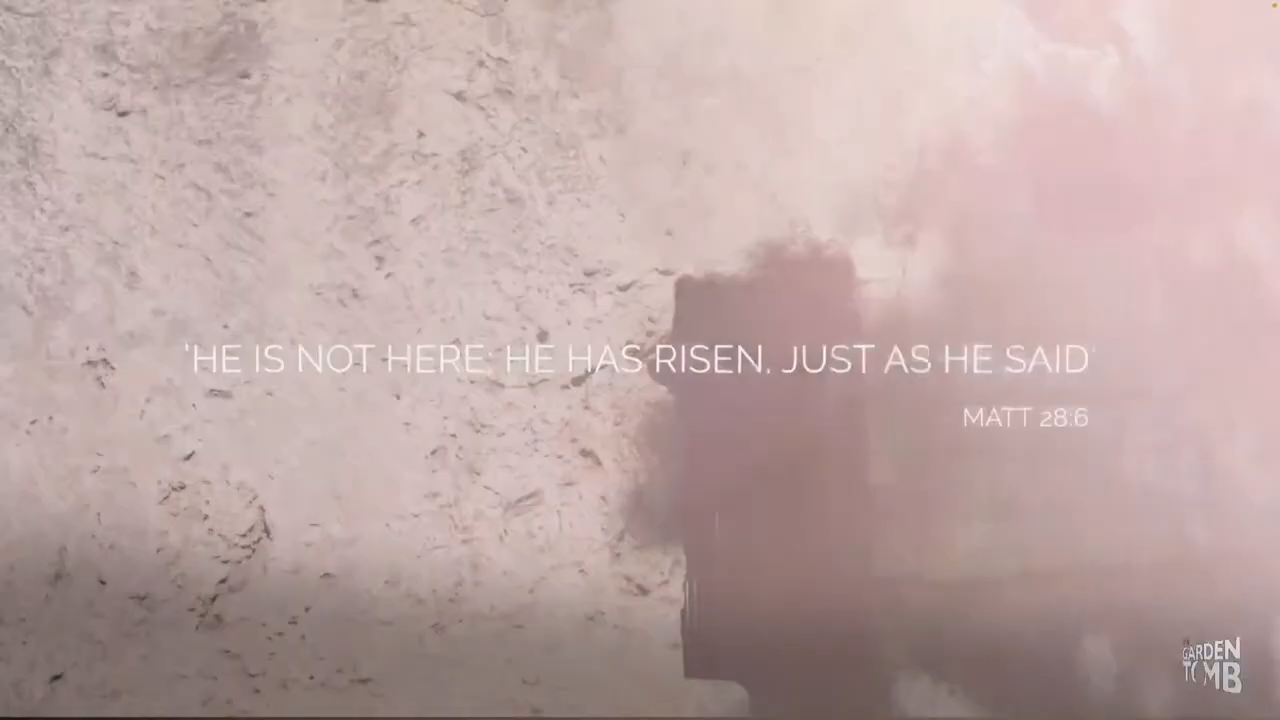 'HE IS NOT HERE; HE HAS RISEN, JUST AS HE SAID'
MATT 28:6
GARDEN
TOMB